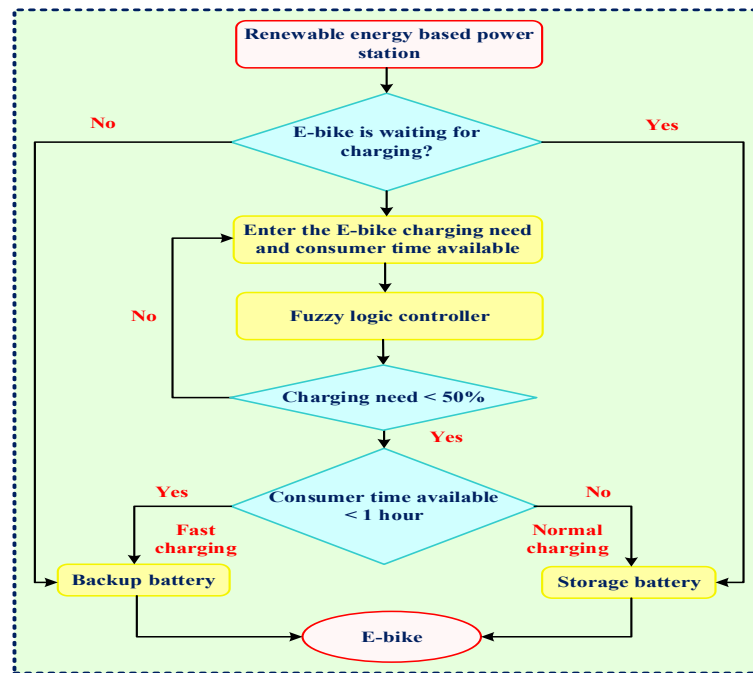 Renewable energy based power
station
No
E-bike is waiting for
charging?
Yes
Enter the E-bike charging need
and consumer time available
No
Fuzzy logic controller
Charging need < 50%
Yes
Yes
Consumer time available
< 1 hour
No
Fast
charging
Normal
charging
Backup battery
Storage battery
E-bike